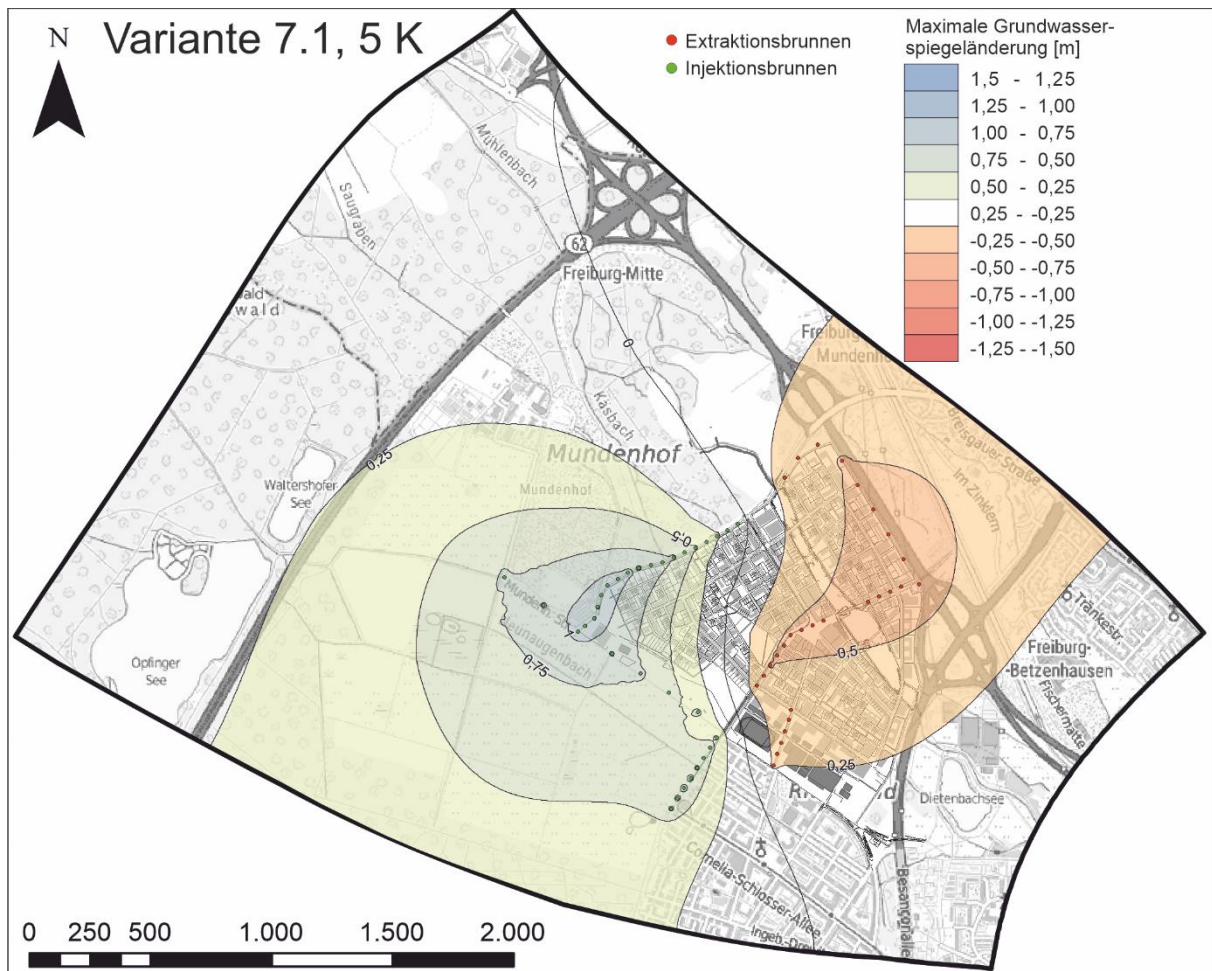 N
Variante 7.1, 5 K
Extraktionsbrunnen
Injektionsbrunnen
Maximale Grundwasser-
spiegeländerung [m]
1,5 - 1,25
1,25 - 1,00
1,00 - 0,75
0,75 - 0,50
0,50 - 0,25
0,25 - -0,25
-0,25 - -0,50
-0,50 - -0,75
-0,75 - -1,00
-1,00 - -1,25
-1,25 - -1,50
Mühlenbach
Saugraben
62
Freiburg-Mitte
0
Käsbach
Mundenhof
Mundenhof
Breisgauer Straße
Im Zinklern
0,25
Waltershofer
See
0,5
Neunaugenbach
0,75
1
Opfinger
See
0,5
Tränkestr
Freiburg-
Betzenhausen
Fischermatte
0,25
Dietenbachsee
Cornelia-Schlosser-Allee
Besançonallee
0 250 500 1.000 1.500 2.000